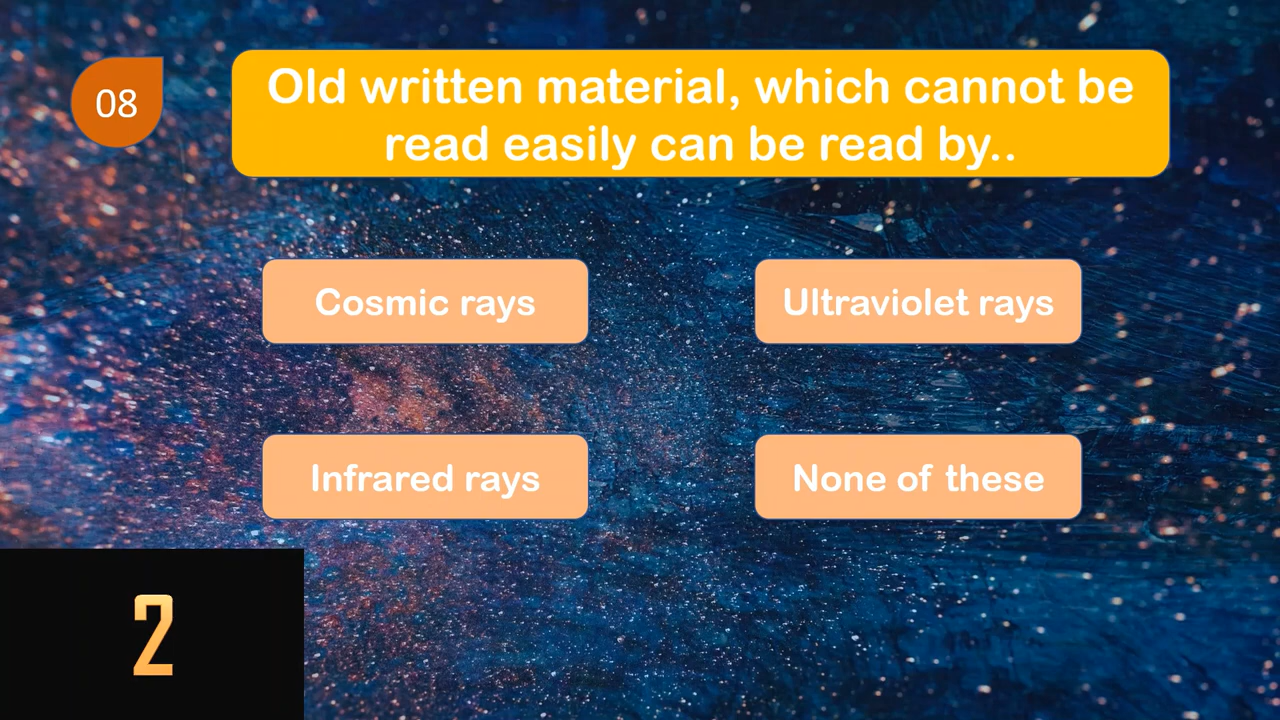 08
Old written material, which cannot be
read easily can be read by..
Cosmic rays
Ultraviolet rays
Infrared rays
None of these
2